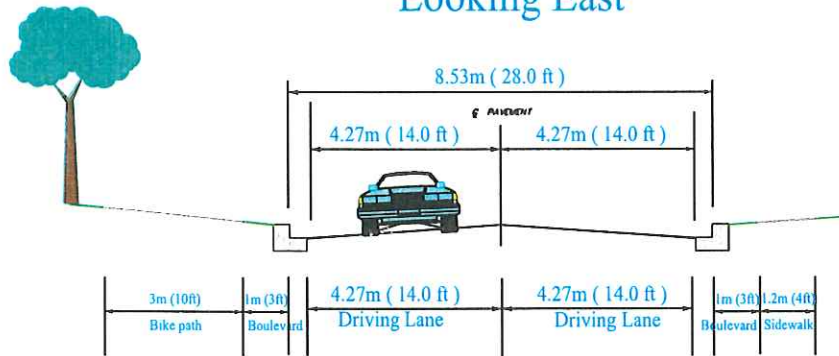 Looking East
8.53m ( 28.0 ft )
℄ PAVEMENT
4.27m ( 14.0 ft ) 4.27m ( 14.0 ft )
3m (10ft) 1m (3ft) 4.27m ( 14.0 ft ) 4.27m ( 14.0 ft ) 1m (3ft) 1.2m (4ft)
Bike path Boulevard Driving Lane Driving Lane Boulevard Sidewalk